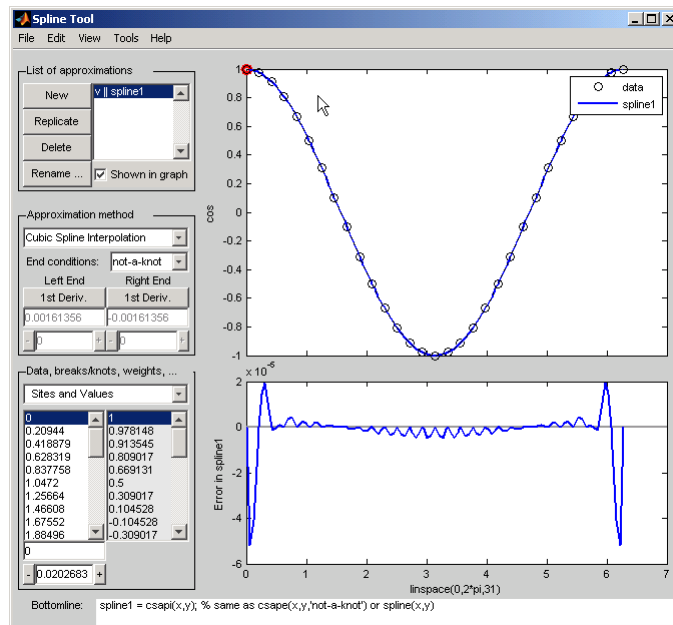 Spline Tool
File Edit View Tools Help
List of approximations
New
Replicate
Delete
Rename ...
v || spline1
Shown in graph
Approximation method
Cubic Spline Interpolation
End conditions: not-a-knot
Left End Right End
1st Deriv. 1st Deriv.
0.00161356 -0.00161356
- 0 + - 0 +
Data, breaks/knots, weights, ...
Sites and Values
0 1
0.20944 0.978148
0.418879 0.913545
0.628319 0.809017
0.837758 0.669131
1.0472 0.5
1.25664 0.309017
1.46608 0.104528
1.67552 -0.104528
1.88496 -0.309017
0
- 0.0202683 +
1
0.8
0.6
0.4
0.2
0
-0.2
-0.4
-0.6
-0.8
-1
cos
data
spline1
x 10
2
0
-2
-4
-6
Error in spline1
0 1 2 3 4 5 6 7
linspace(0,2*pi,31)
Bottomline: spline1 = csapi(x,y); % same as csape(x,y,'not-a-knot') or spline(x,y)